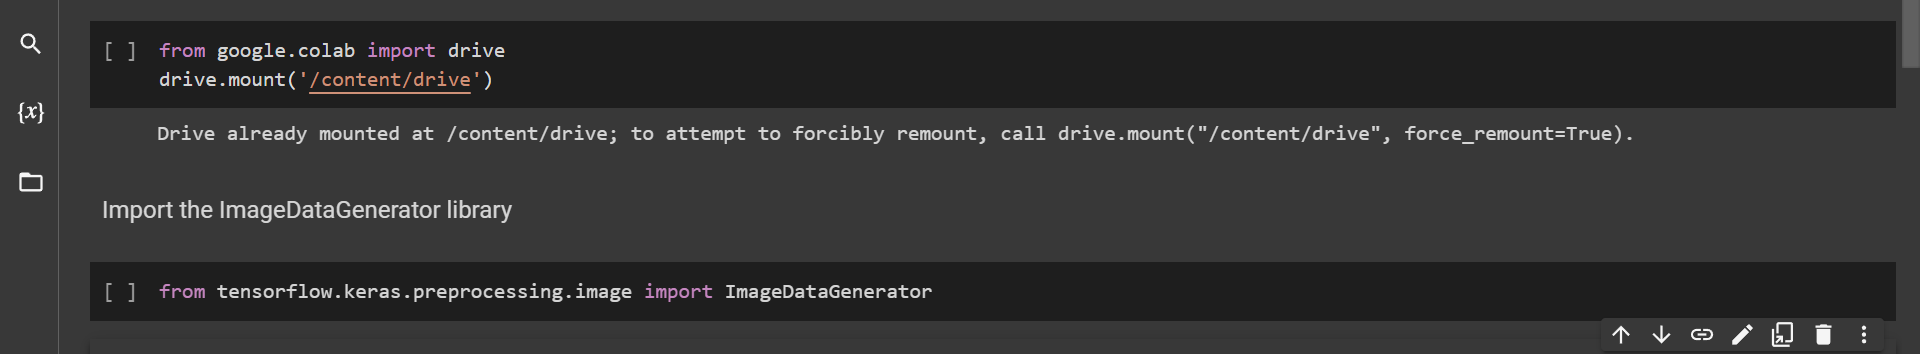 [ ] from google.colab import drive
drive.mount('/content/drive')
Drive already mounted at /content/drive; to attempt to forcibly remount, call drive.mount("/content/drive", force_remount=True).
{x}
Import the ImageDataGenerator library
[ ] from tensorflow.keras.preprocessing.image import ImageDataGenerator